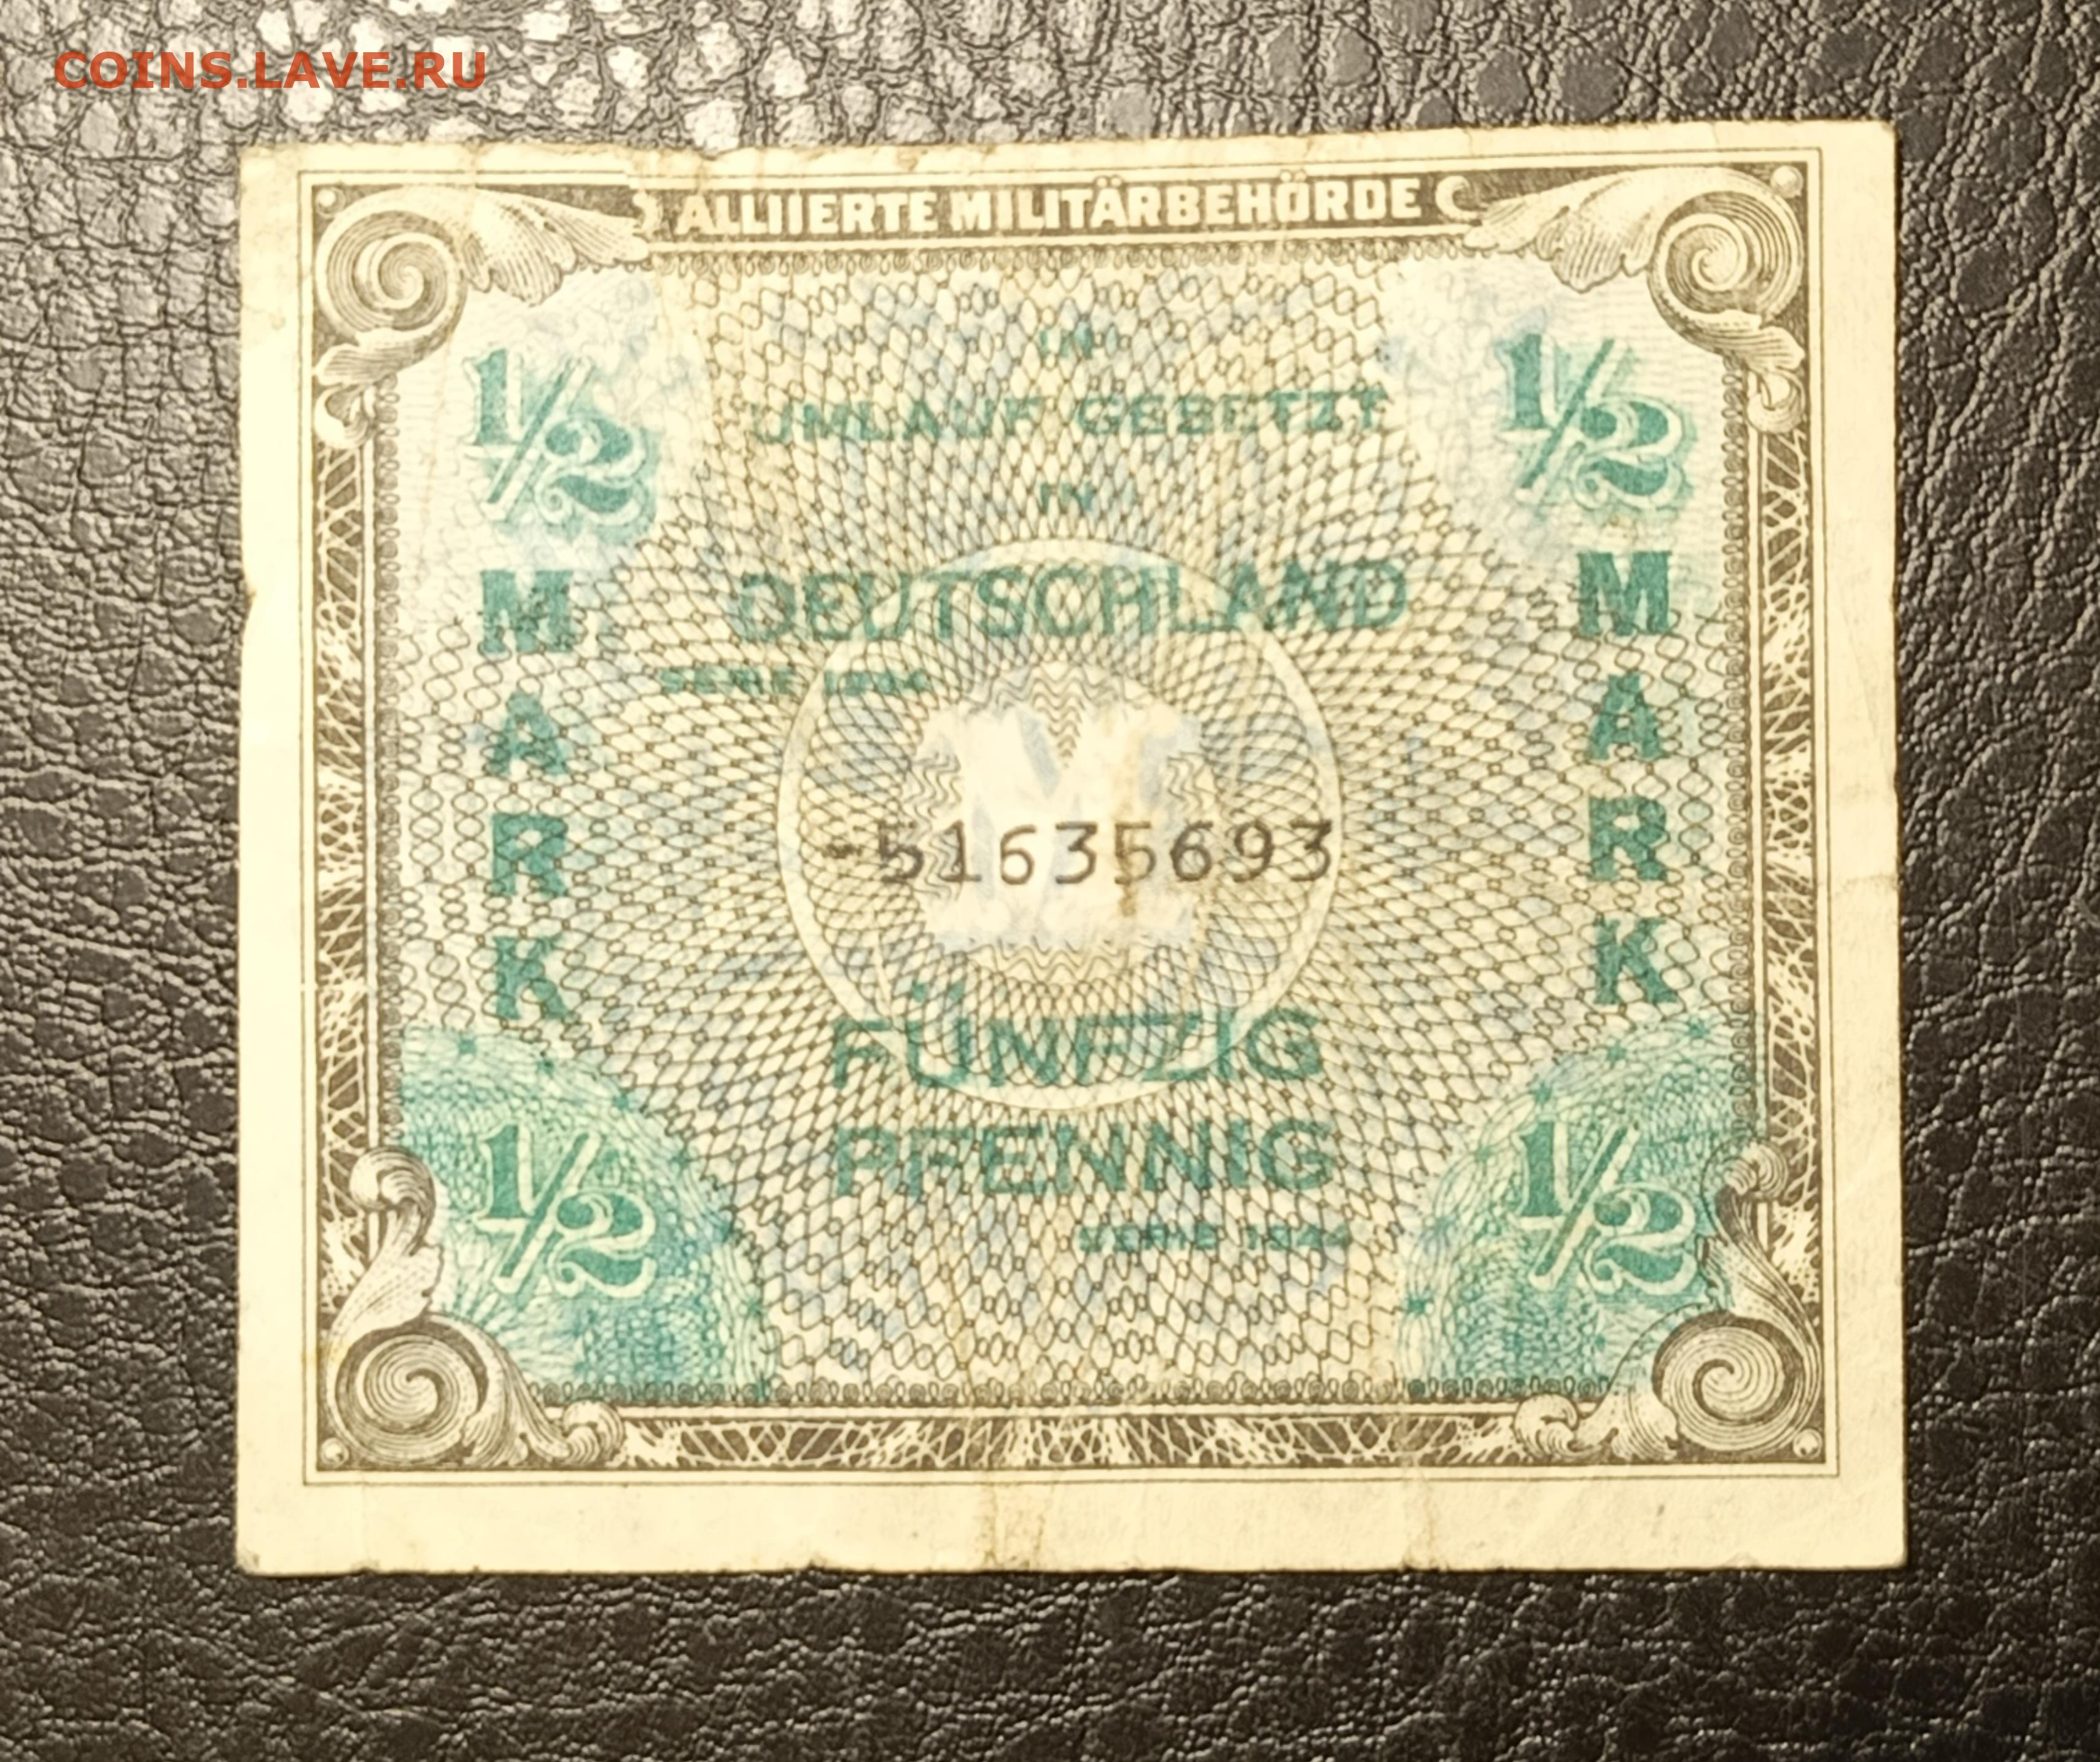 COINS.LAVE.RU
ALLIIERTE MILITÄRBEHÖRDE
1/2
1/2
IN
UMLAUF GESETZT
IN
DEUTSCHLAND
SERIE 1944
MARK
MARK
M
-51635693
FÜNFZIG
PFENNIG
SERIE 1944
1/2
1/2